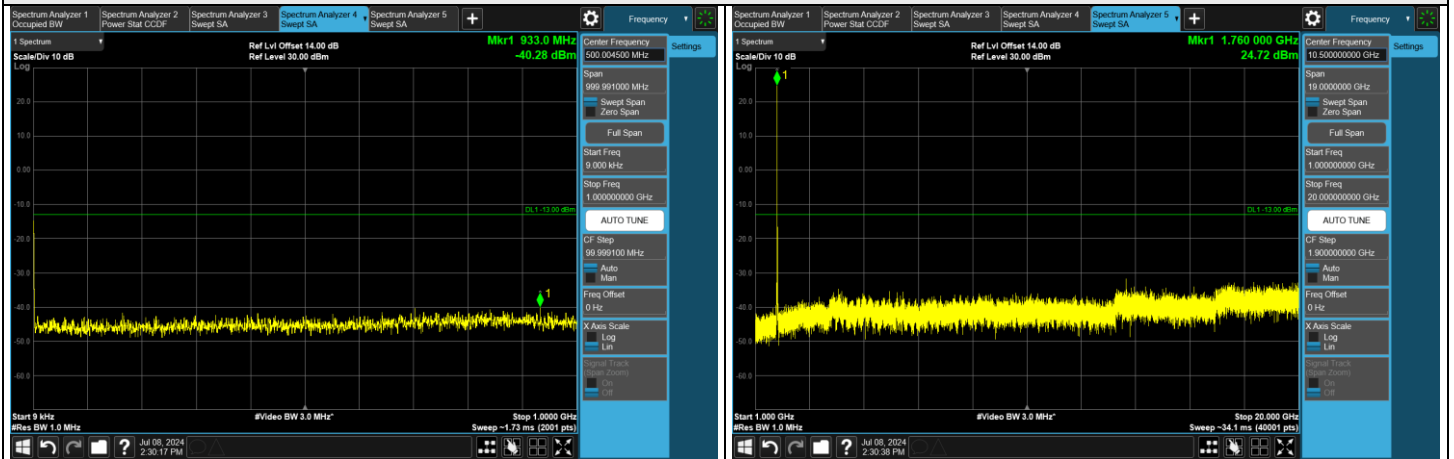 Spectrum Analyzer 1
Occupied BW
Spectrum Analyzer 2
Power Stat CCDF
Spectrum Analyzer 3
Swept SA
Spectrum Analyzer 4
Swept SA
Spectrum Analyzer 5
Swept SA
Frequency
1 Spectrum
Scale/Div 10 dB
Log
Ref Lvl Offset 14.00 dB
Ref Level 30.00 dBm
Mkr1 933.0 MHz
-40.28 dBm
1
20.0
10.0
0.00
-10.0
DL1 -13.00 dBm
-20.0
-30.0
1
-40.0
-50.0
-60.0
Start 9 kHz
#Res BW 1.0 MHz
#Video BW 3.0 MHz*
Stop 1.0000 GHz
Sweep ~1.73 ms (2001 pts)
Center Frequency
500.004500 MHz
Settings
Span
999.991000 MHz
Swept Span
Zero Span
Full Span
Start Freq
9.000 kHz
Stop Freq
1.000000000 GHz
AUTO TUNE
CF Step
99.999100 MHz
Auto
Man
Freq Offset
0 Hz
X Axis Scale
Log
Lin
Signal Track
(Span Zoom)
On
Off
?
Jul 08, 2024
2:30:17 PM
Spectrum Analyzer 1
Occupied BW
Spectrum Analyzer 2
Power Stat CCDF
Spectrum Analyzer 3
Swept SA
Spectrum Analyzer 4
Swept SA
Spectrum Analyzer 5
Swept SA
Frequency
1 Spectrum
Scale/Div 10 dB
Log
Ref Lvl Offset 14.00 dB
Ref Level 30.00 dBm
Mkr1 1.760 000 GHz
24.72 dBm
1
20.0
10.0
0.00
-10.0
DL1 -13.00 dBm
-20.0
-30.0
-40.0
-50.0
-60.0
Start 1.000 GHz
#Res BW 1.0 MHz
#Video BW 3.0 MHz*
Stop 20.000 GHz
Sweep ~34.1 ms (40001 pts)
Center Frequency
10.500000000 GHz
Settings
Span
19.0000000 GHz
Swept Span
Zero Span
Full Span
Start Freq
1.000000000 GHz
Stop Freq
20.000000000 GHz
AUTO TUNE
CF Step
1.900000000 GHz
Auto
Man
Freq Offset
0 Hz
X Axis Scale
Log
Lin
Signal Track
(Span Zoom)
On
Off
?
Jul 08, 2024
2:30:38 PM